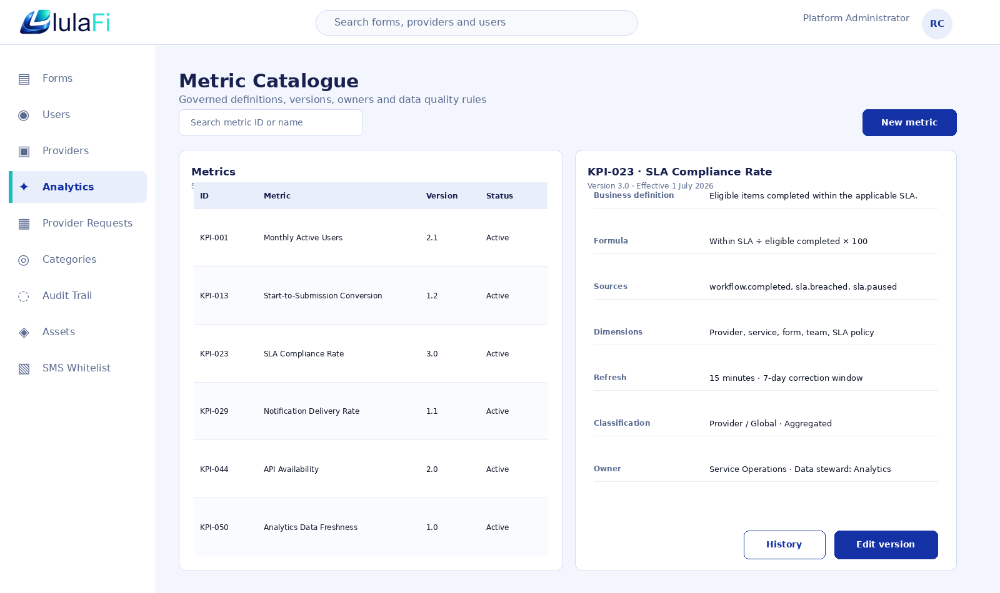 lulaFi
Search forms, providers and users
Platform Administrator
RC
Forms
Users
Providers
Analytics
Provider Requests
Categories
Audit Trail
Assets
SMS Whitelist
Metric Catalogue
Governed definitions, versions, owners and data quality rules
Search metric ID or name
New metric
Metrics
ID Metric Version Status
KPI-001 Monthly Active Users 2.1 Active
KPI-013 Start-to-Submission Conversion 1.2 Active
KPI-023 SLA Compliance Rate 3.0 Active
KPI-029 Notification Delivery Rate 1.1 Active
KPI-044 API Availability 2.0 Active
KPI-050 Analytics Data Freshness 1.0 Active
KPI-023 · SLA Compliance Rate
Version 3.0 · Effective 1 July 2026
Business definition Eligible items completed within the applicable SLA.
Formula Within SLA ÷ eligible completed × 100
Sources workflow.completed, sla.breached, sla.paused
Dimensions Provider, service, form, team, SLA policy
Refresh 15 minutes · 7-day correction window
Classification Provider / Global · Aggregated
Owner Service Operations · Data steward: Analytics
History
Edit version